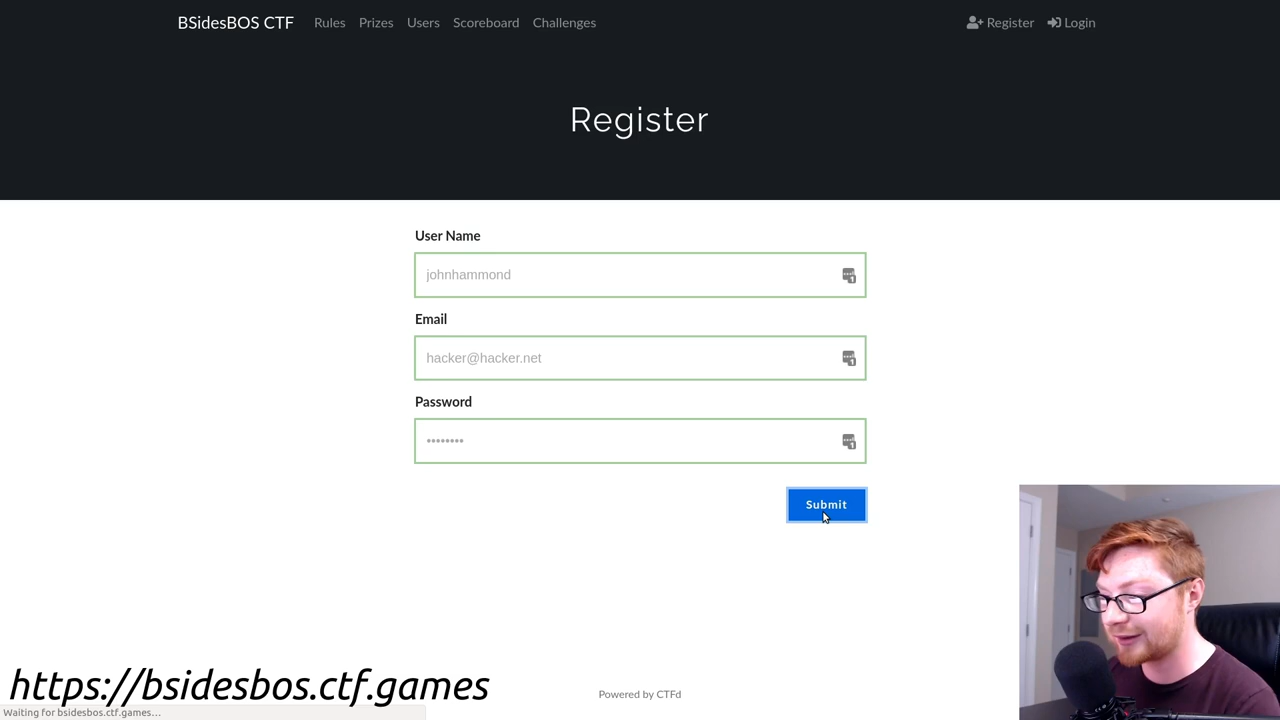 BSidesBOS CTF Rules Prizes Users Scoreboard Challenges Register Login
Register
User Name
johnhammond
Email
hacker@hacker.net
Password
••••••••
Submit
https://bsidesbos.ctf.games
Powered by CTFd
Waiting for bsidesbos.ctf.games...